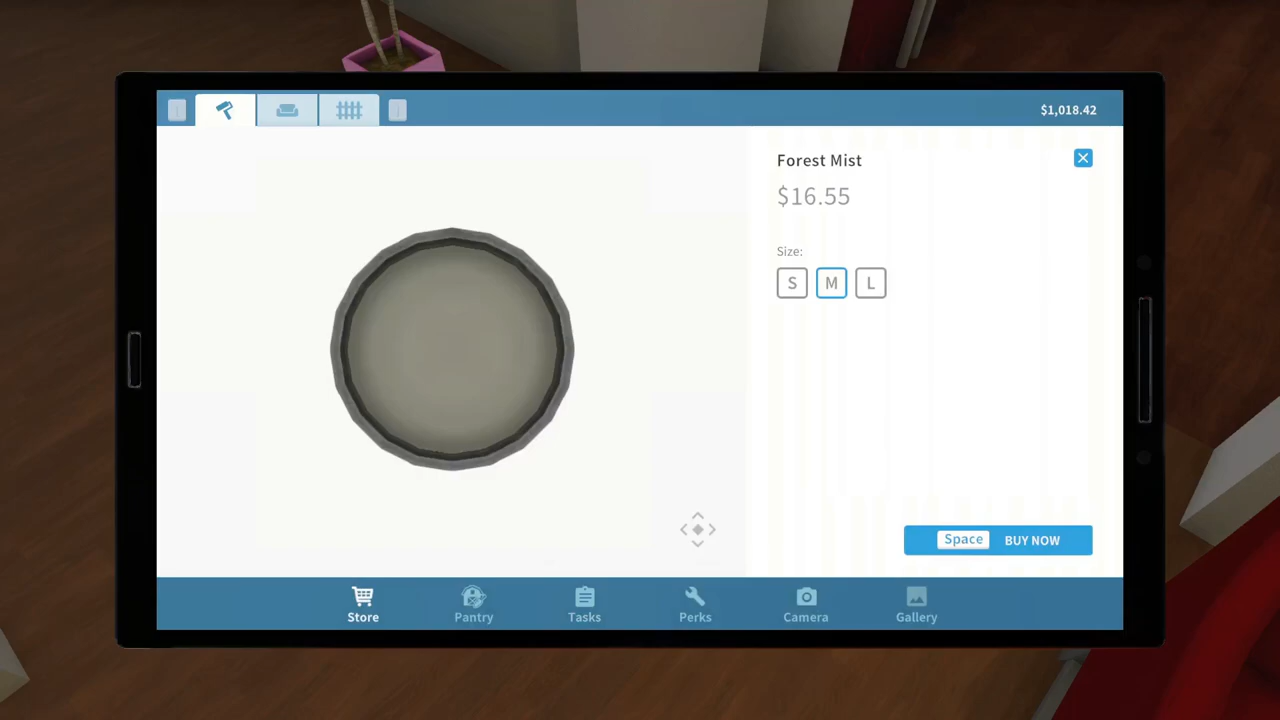 $1,018.42
Forest Mist
$16.55
Size:
S M L
Space BUY NOW
Store Pantry Tasks Perks Camera Gallery